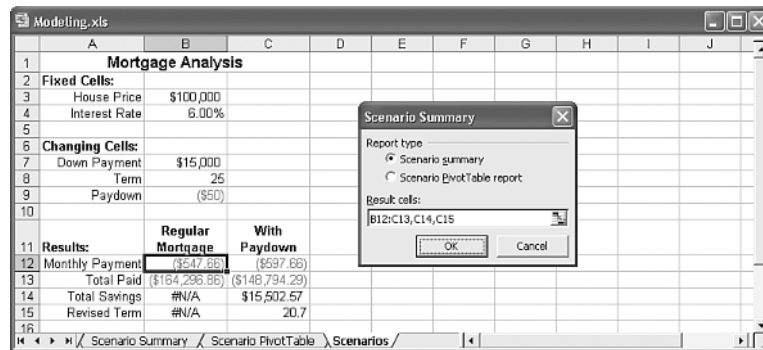 Modeling.xls
A B C D E F G H I J
1 Mortgage Analysis
2 Fixed Cells:
3 House Price $100,000
4 Interest Rate 6.00%
5
6 Changing Cells:
7 Down Payment $15,000
8 Term 25
9 Paydown ($50)
10
11 Results: Regular Mortgage With Paydown
12 Monthly Payment ($547.66) ($597.66)
13 Total Paid ($164,296.86) ($148,794.29)
14 Total Savings #N/A $15,502.57
15 Revised Term #N/A 20.7
16
Scenario Summary / Scenario PivotTable \ Scenarios /
Scenario Summary
Report type
Scenario summary
Scenario PivotTable report
Result cells:
B12:C13,C14,C15
OK Cancel